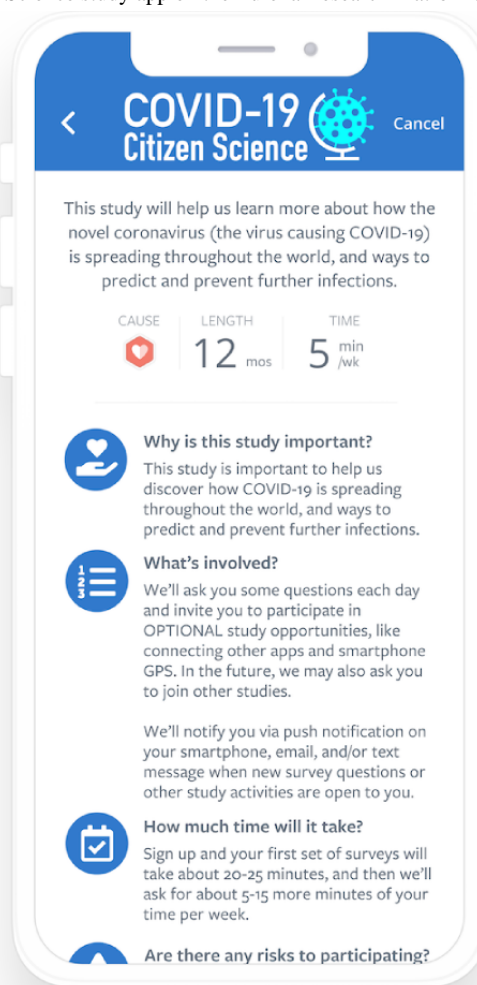 COVID-19
Cancel
Citizen Science
This study will help us learn more about how the
novel coronavirus (the virus causing COVID-19)
is spreading throughout the world, and ways to
predict and prevent further infections.
CAUSE LENGTH TIME
12 mos 5 min /wk
Why is this study important?
This study is important to help us
discover how COVID-19 is spreading
throughout the world, and ways to
predict and prevent further infections.
What's involved?
1
2
3
We'll ask you some questions each day
and invite you to participate in
OPTIONAL study opportunities, like
connecting other apps and smartphone
GPS. In the future, we may also ask you
to join other studies.
We'll notify you via push notification on
your smartphone, email, and/or text
message when new survey questions or
other study activities are open to you.
How much time will it take?
Sign up and your first set of surveys will
take about 20-25 minutes, and then we'll
ask for about 5-15 more minutes of your
time per week.
Are there any risks to participating?